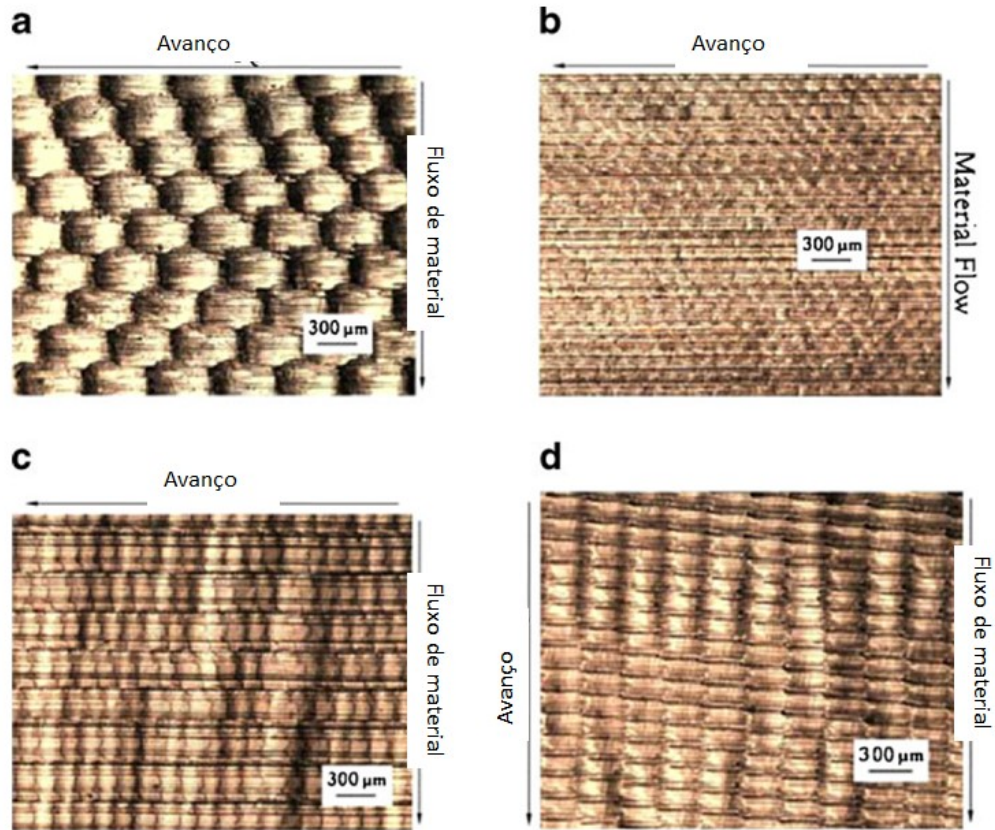 a
Avanço
Fluxo de material
300 µm
b
Avanço
Material Flow
300 µm
c
Avanço
Fluxo de material
300 µm
d
Avanço
Fluxo de material
300 µm